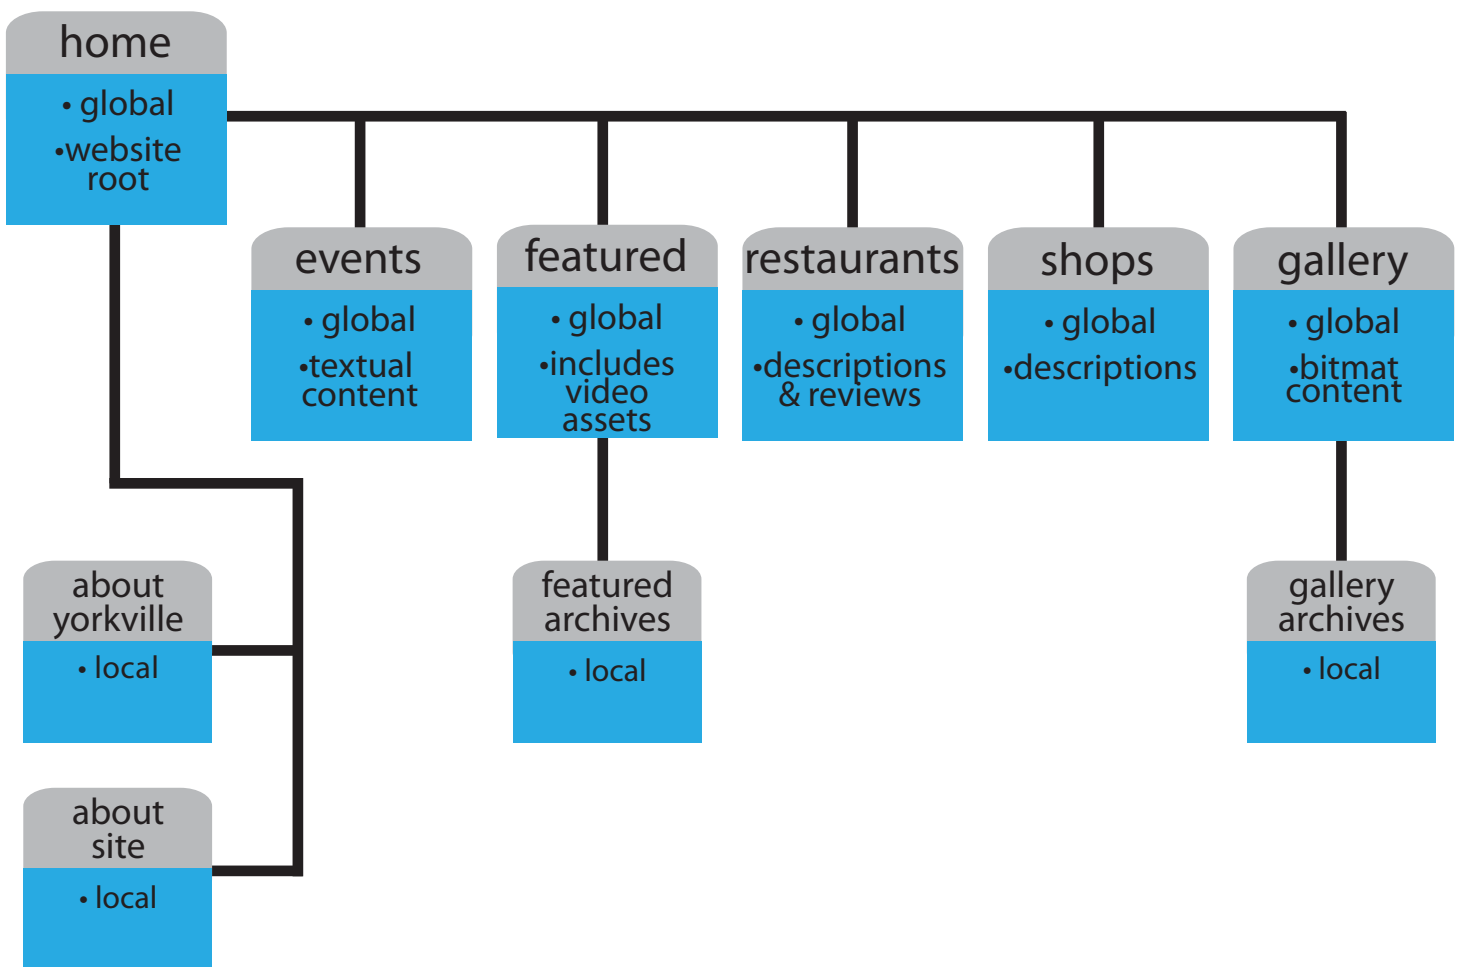 home
• global
•website
root
events
• global
•textual
content
featured
• global
•includes
video
assets
restaurants
• global
•descriptions
& reviews
shops
• global
•descriptions
gallery
• global
•bitmat
content
about
yorkville
• local
featured
archives
• local
gallery
archives
• local
about
site
• local